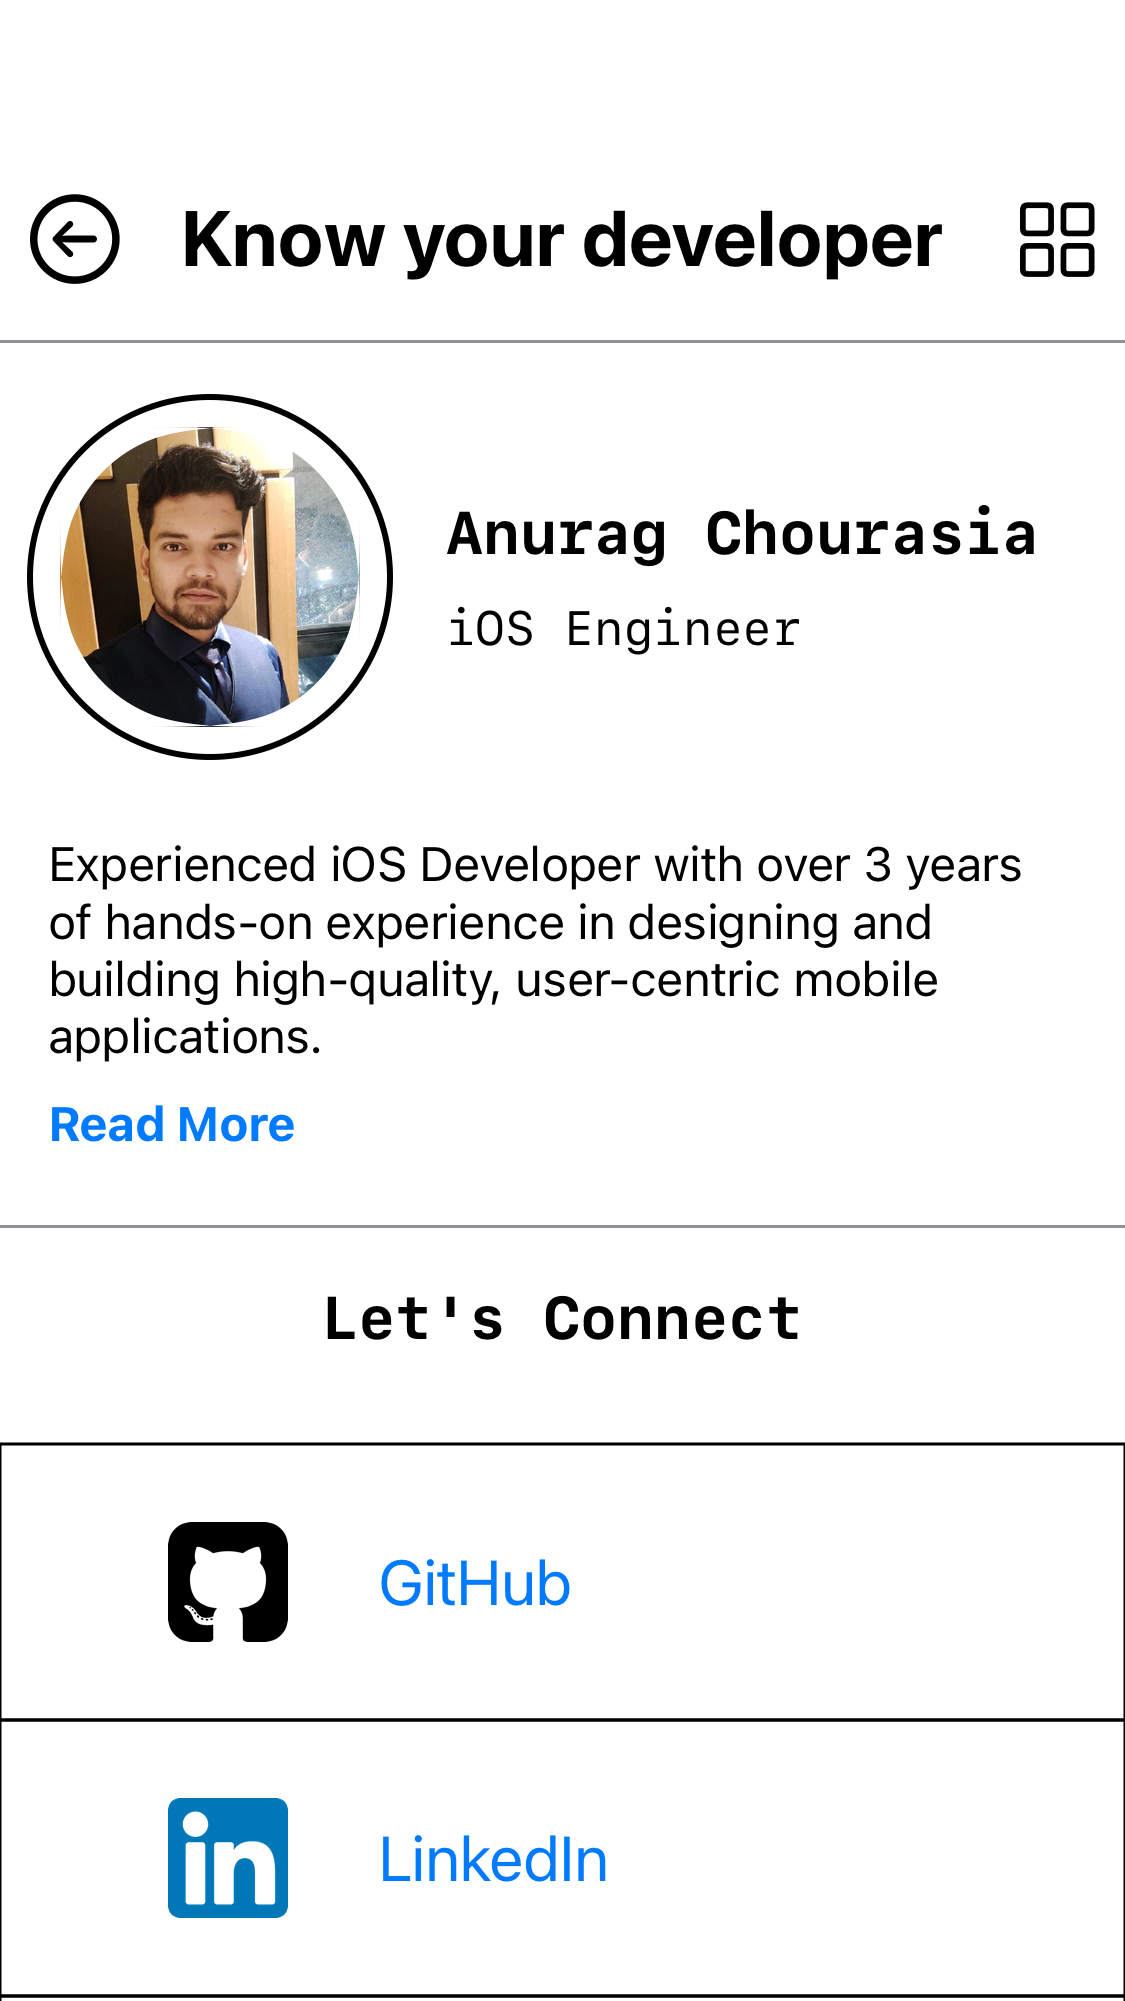 Know your developer
Anurag Chourasia
iOS Engineer
Experienced iOS Developer with over 3 years
of hands-on experience in designing and
building high-quality, user-centric mobile
applications.
Read More
Let's Connect
GitHub
in
LinkedIn